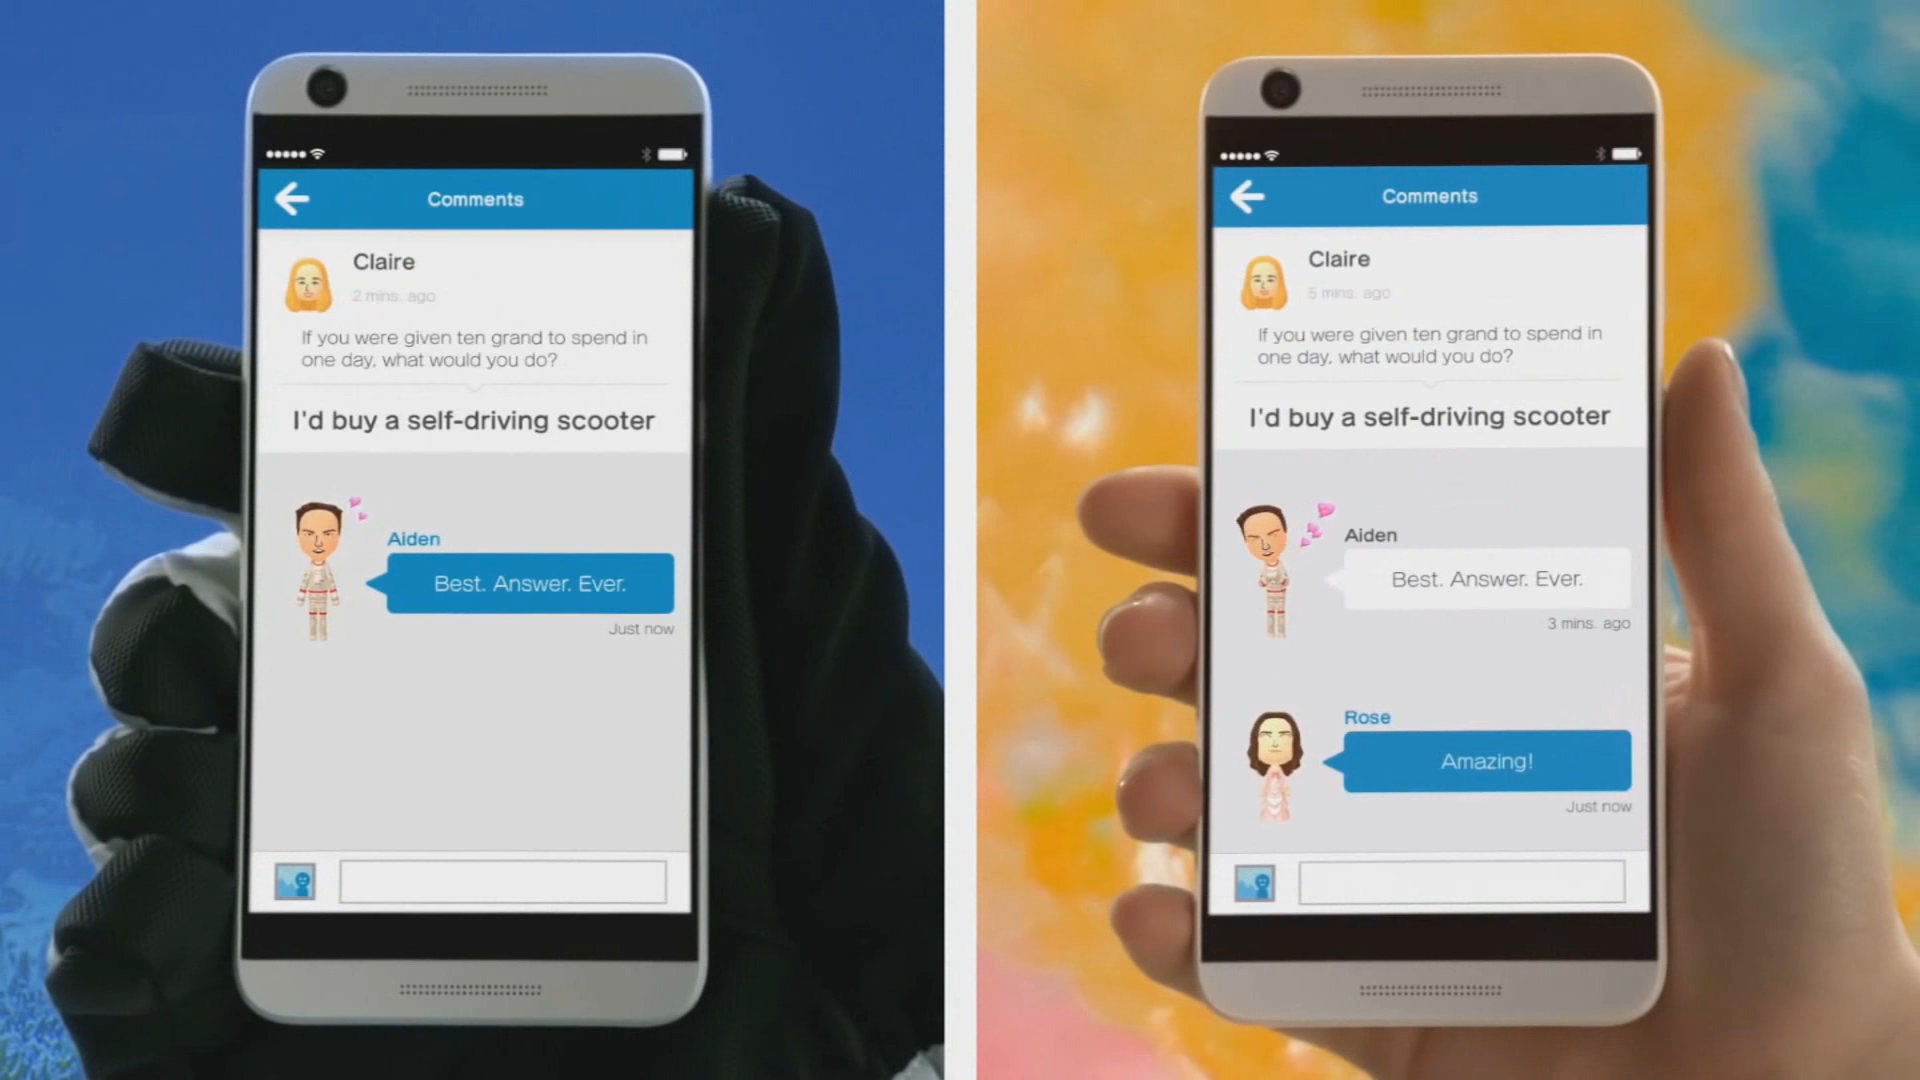 Comments
Claire
2 mins. ago
If you were given ten grand to spend in
one day, what would you do?
I'd buy a self-driving scooter
Aiden
Best. Answer. Ever.
Just now
Comments
Claire
5 mins. ago
If you were given ten grand to spend in
one day, what would you do?
I'd buy a self-driving scooter
Aiden
Best. Answer. Ever.
3 mins. ago
Rose
Amazing!
Just now